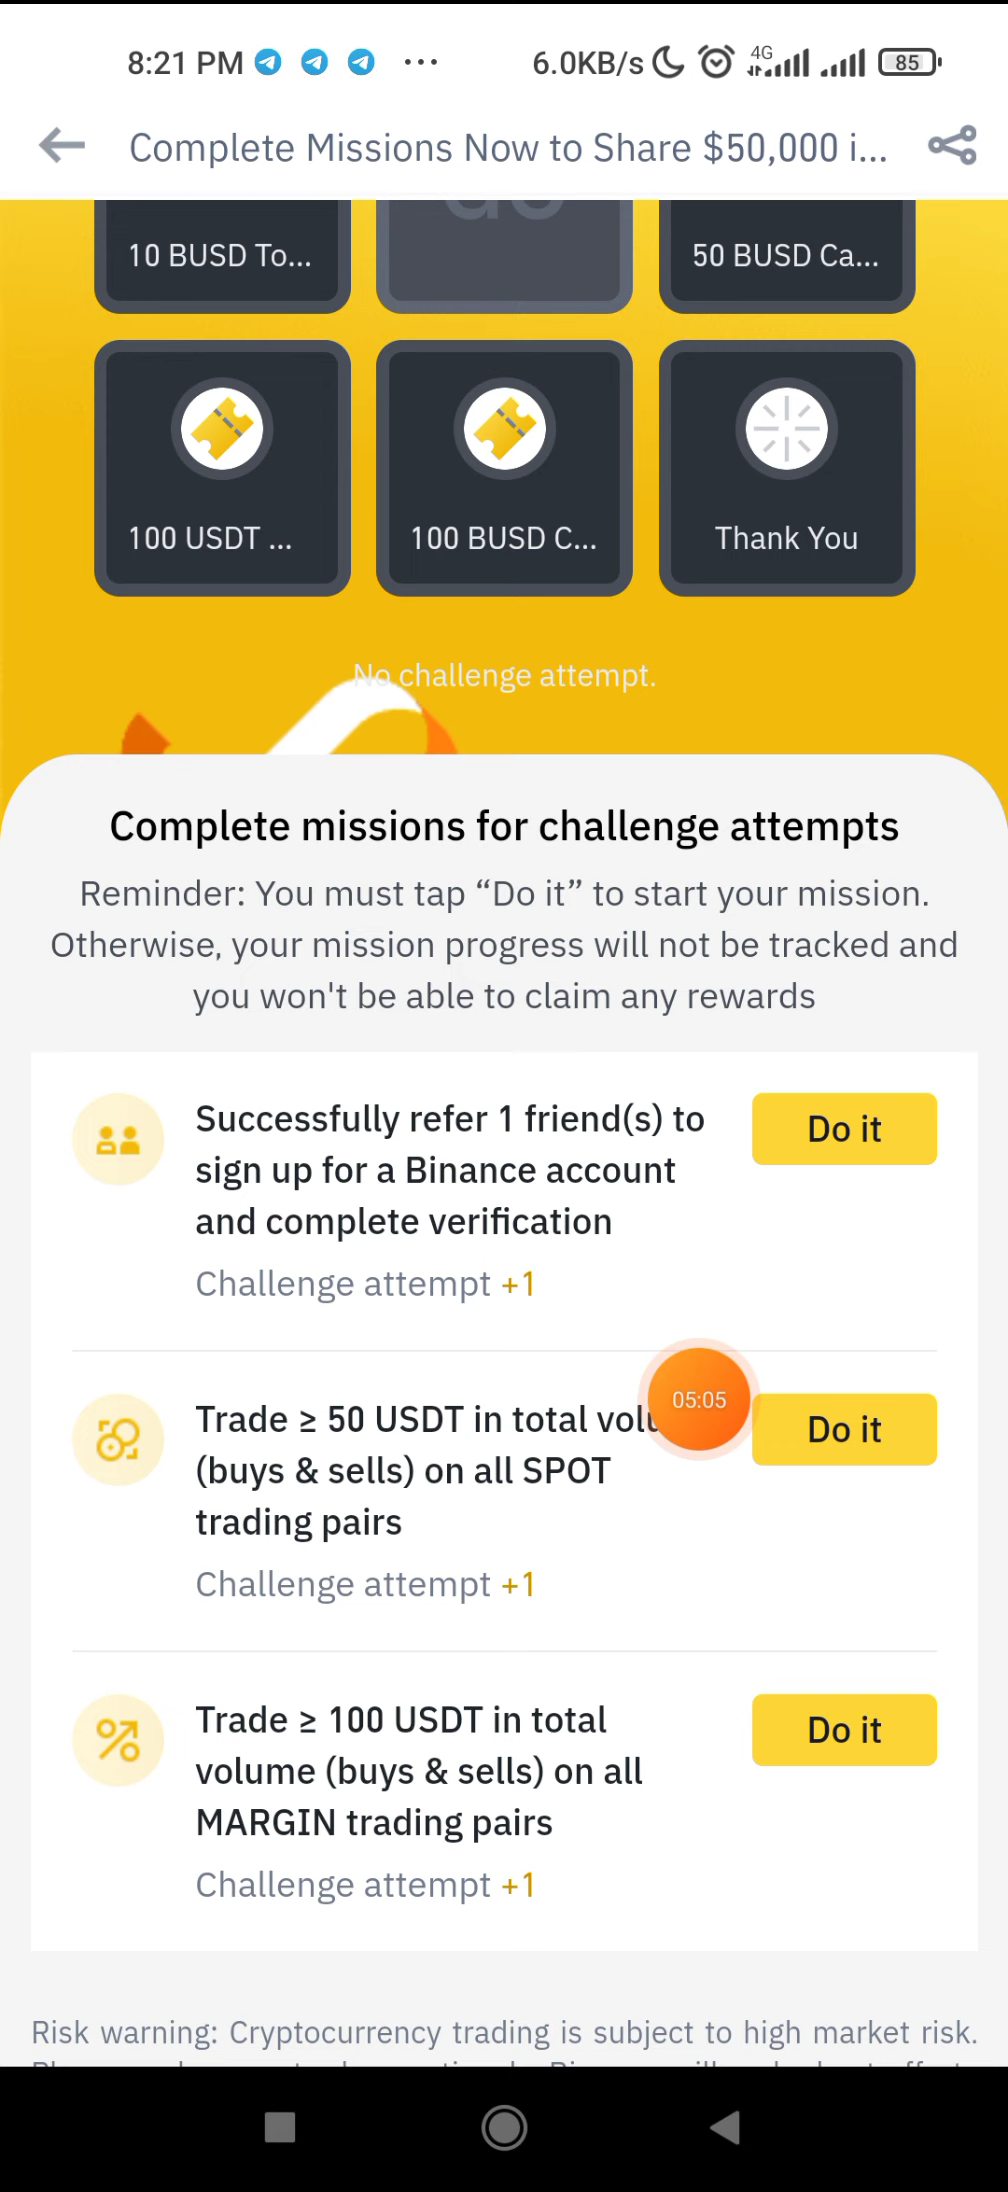 8:21 PM ... 6.0KB/s 4G 85
Complete Missions Now to Share $50,000 i...
10 BUSD To... 50 BUSD Ca...
100 USDT ... 100 BUSD C... Thank You
No challenge attempt.
Complete missions for challenge attempts
Reminder: You must tap “Do it” to start your mission.
Otherwise, your mission progress will not be tracked and
you won't be able to claim any rewards
Successfully refer 1 friend(s) to
sign up for a Binance account
and complete verification
Do it
Challenge attempt +1
Trade ≥ 50 USDT in total
(buys & sells) on all SPOT
trading pairs
05:05
Do it
Challenge attempt +1
Trade ≥ 100 USDT in total
volume (buys & sells) on all
MARGIN trading pairs
Do it
Challenge attempt +1
Risk warning: Cryptocurrency trading is subject to high market risk.